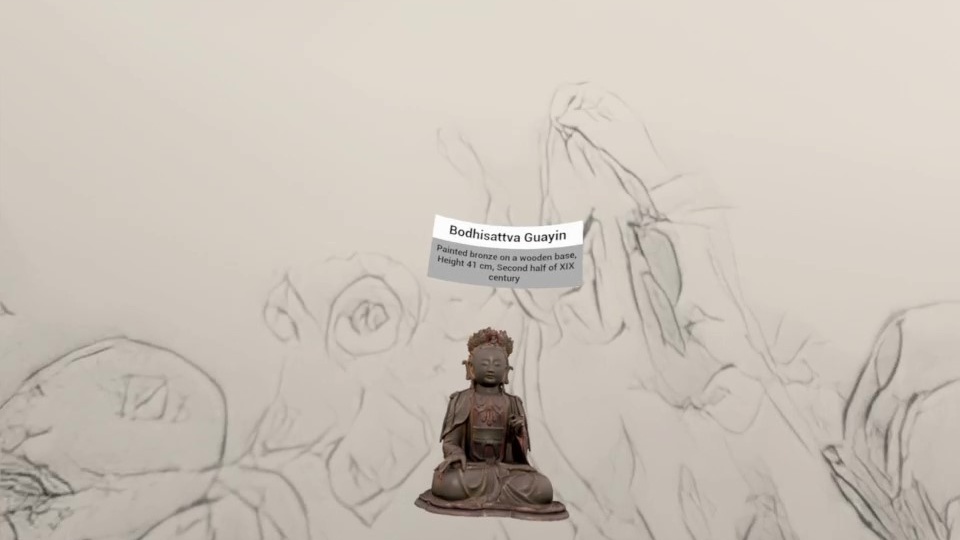 Bodhisattva Guayin
Painted bronze on a wooden base,
Height 41 cm, Second half of XIX
century